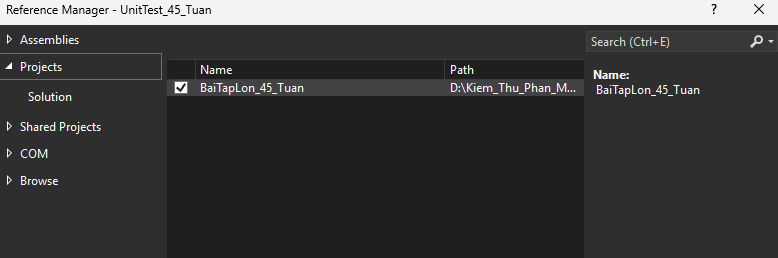 Reference Manager - UnitTest_45_Tuan
? ×
Assemblies
Projects
Solution
Shared Projects
COM
Browse
Name Path
BaiTapLon_45_Tuan D:\Kiem_Thu_Phan_M...
Search (Ctrl+E)
Name:
BaiTapLon_45_Tuan